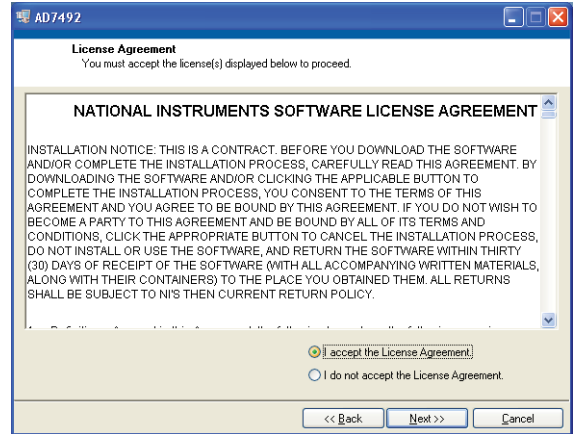 AD7492
License Agreement
You must accept the license(s) displayed below to proceed.
NATIONAL INSTRUMENTS SOFTWARE LICENSE AGREEMENT
INSTALLATION NOTICE: THIS IS A CONTRACT. BEFORE YOU DOWNLOAD THE SOFTWARE
AND/OR COMPLETE THE INSTALLATION PROCESS, CAREFULLY READ THIS AGREEMENT. BY
DOWNLOADING THE SOFTWARE AND/OR CLICKING THE APPLICABLE BUTTON TO
COMPLETE THE INSTALLATION PROCESS, YOU CONSENT TO THE TERMS OF THIS
AGREEMENT AND YOU AGREE TO BE BOUND BY THIS AGREEMENT. IF YOU DO NOT WISH TO
BECOME A PARTY TO THIS AGREEMENT AND BE BOUND BY ALL OF ITS TERMS AND
CONDITIONS, CLICK THE APPROPRIATE BUTTON TO CANCEL THE INSTALLATION PROCESS,
DO NOT INSTALL OR USE THE SOFTWARE, AND RETURN THE SOFTWARE WITHIN THIRTY
(30) DAYS OF RECEIPT OF THE SOFTWARE (WITH ALL ACCOMPANYING WRITTEN MATERIALS,
ALONG WITH THEIR CONTAINERS) TO THE PLACE YOU OBTAINED THEM. ALL RETURNS
SHALL BE SUBJECT TO NI'S THEN CURRENT RETURN POLICY.
I accept the License Agreement.
I do not accept the License Agreement.
<< Back Next >> Cancel